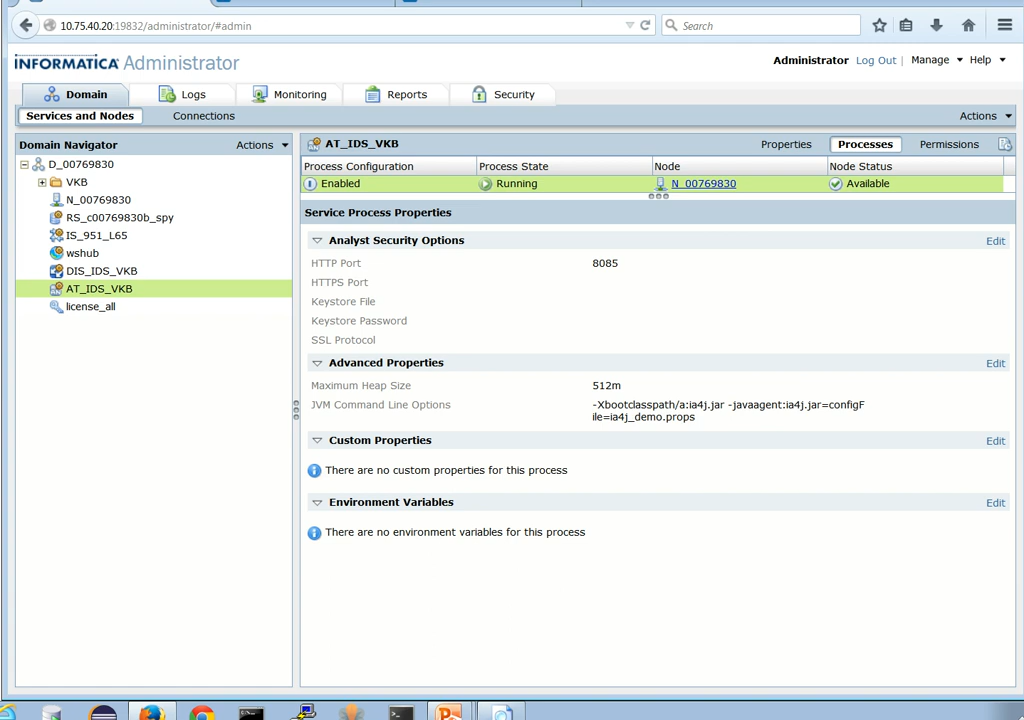 10.75.40.20:19832/administrator/#admin
Search
INFORMATICA Administrator
Administrator Log Out | Manage Help
Domain Logs Monitoring Reports Security
Services and Nodes Connections Actions
Domain Navigator Actions
D_00769830
VKB
N_00769830
RS_c00769830b_spy
IS_951_L65
wshub
DIS_IDS_VKB
AT_IDS_VKB
license_all
AT_IDS_VKB Properties Processes Permissions
Process Configuration Process State Node Node Status
Enabled Running N_00769830 Available
Service Process Properties
Analyst Security Options Edit
HTTP Port 8085
HTTPS Port
Keystore File
Keystore Password
SSL Protocol
Advanced Properties Edit
Maximum Heap Size 512m
JVM Command Line Options -Xbootclasspath/a:ia4j.jar -javaagent:ia4j.jar=configF
ile=ia4j_demo.props
Custom Properties Edit
There are no custom properties for this process
Environment Variables Edit
There are no environment variables for this process